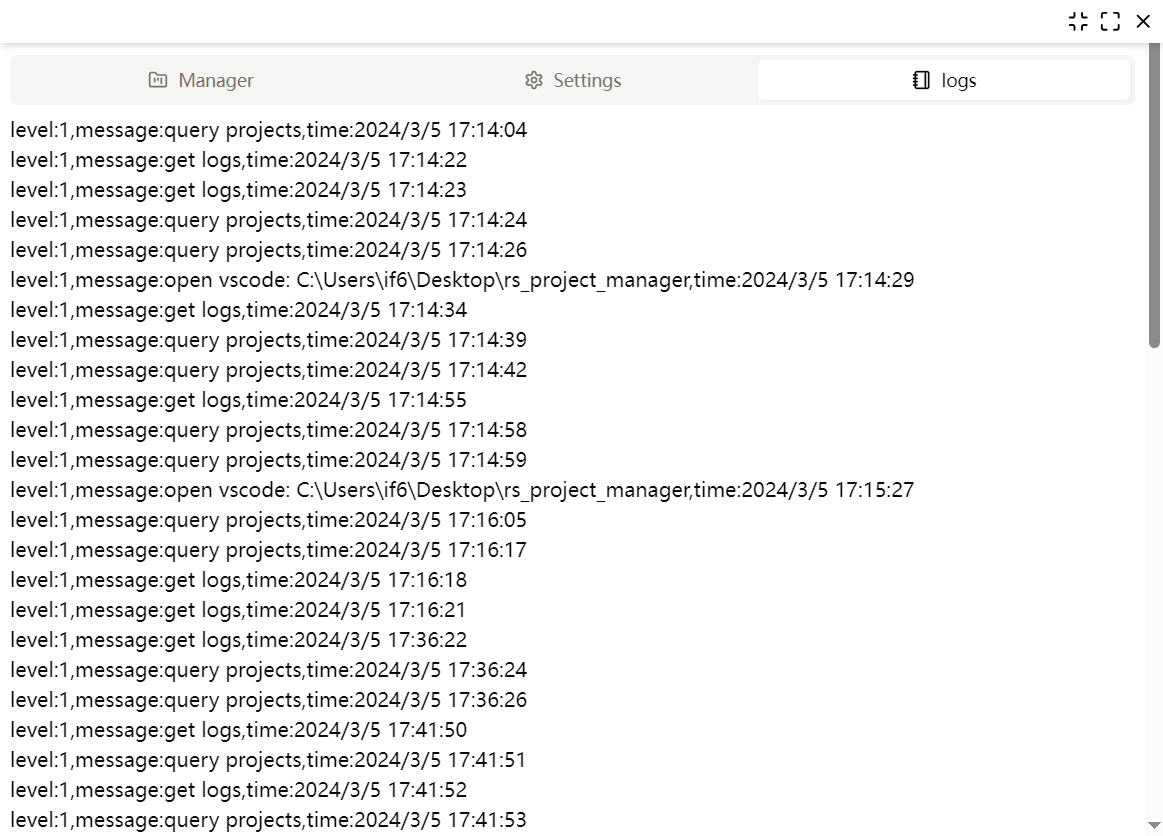 Manager Settings logs
level:1,message:query projects,time:2024/3/5 17:14:04
level:1,message:get logs,time:2024/3/5 17:14:22
level:1,message:get logs,time:2024/3/5 17:14:23
level:1,message:query projects,time:2024/3/5 17:14:24
level:1,message:query projects,time:2024/3/5 17:14:26
level:1,message:open vscode: C:\Users\if6\Desktop\rs_project_manager,time:2024/3/5 17:14:29
level:1,message:get logs,time:2024/3/5 17:14:34
level:1,message:query projects,time:2024/3/5 17:14:39
level:1,message:query projects,time:2024/3/5 17:14:42
level:1,message:get logs,time:2024/3/5 17:14:55
level:1,message:query projects,time:2024/3/5 17:14:58
level:1,message:query projects,time:2024/3/5 17:14:59
level:1,message:open vscode: C:\Users\if6\Desktop\rs_project_manager,time:2024/3/5 17:15:27
level:1,message:query projects,time:2024/3/5 17:16:05
level:1,message:query projects,time:2024/3/5 17:16:17
level:1,message:get logs,time:2024/3/5 17:16:18
level:1,message:get logs,time:2024/3/5 17:16:21
level:1,message:get logs,time:2024/3/5 17:36:22
level:1,message:query projects,time:2024/3/5 17:36:24
level:1,message:query projects,time:2024/3/5 17:36:26
level:1,message:get logs,time:2024/3/5 17:41:50
level:1,message:query projects,time:2024/3/5 17:41:51
level:1,message:get logs,time:2024/3/5 17:41:52
level:1,message:query projects,time:2024/3/5 17:41:53